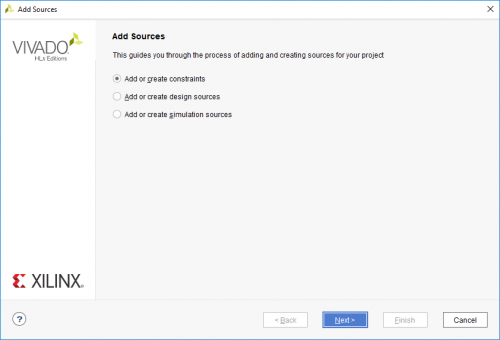 Add Sources
VIVADO
HLx Editions
Add Sources
This guides you through the process of adding and creating sources for your project
Add or create constraints
Add or create design sources
Add or create simulation sources
XILINX
?
< Back
Next >
Finish
Cancel